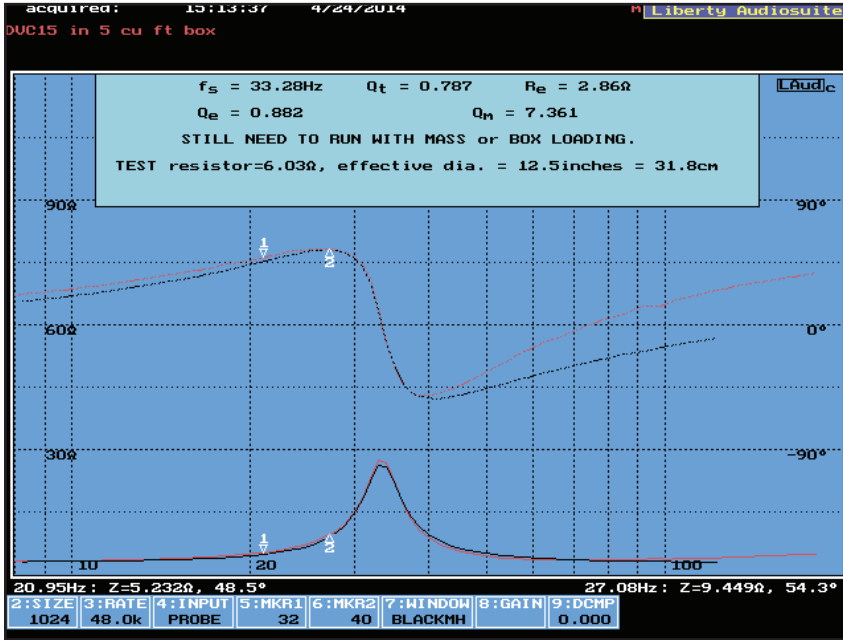 acquired: 15:13:37 4/24/2014 M Liberty Audiosuite
DVC15 in 5 cu ft box
LAud C
fs = 33.28Hz Qt = 0.787 Re = 2.86Ω
Qe = 0.882 Qm = 7.361
STILL NEED TO RUN WITH MASS or BOX LOADING.
TEST resistor=6.03Ω, effective dia. = 12.5inches = 31.8cm
90Ω 90°
1
2
60Ω 0°
30Ω -90°
1
2
10 20 100
20.95Hz: Z=5.232Ω, 48.5° 27.08Hz: Z=9.449Ω, 54.3°
2:SIZE 3:RATE 4:INPUT 5:MKR1 6:MKR2 7:WINDOW 8:GAIN 9:DCMP
1024 48.0k PROBE 32 40 BLACKMH 0.000